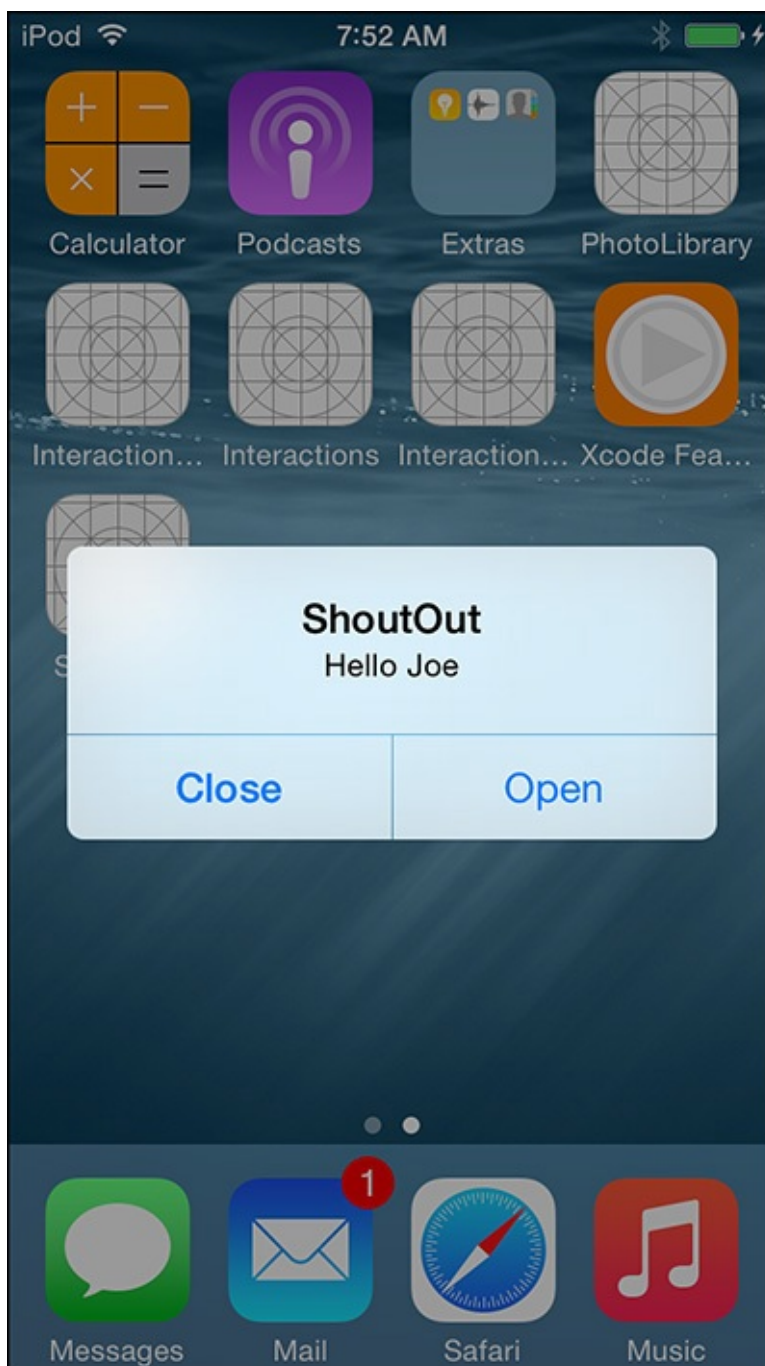 iPod 7:52 AM
Calculator Podcasts Extras PhotoLibrary
Interaction... Interactions Interaction... Xcode Fea...
ShoutOut
Hello Joe
Close Open
1
Messages Mail Safari Music